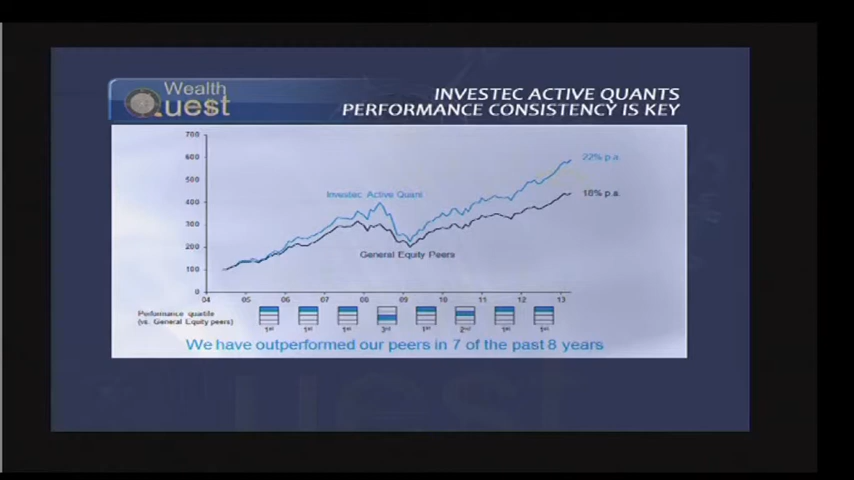 Wealth
Quest
INVESTEC ACTIVE QUANTS
PERFORMANCE CONSISTENCY IS KEY
700
600
500
400
300
200
100
0
22% p.a.
18% p.a.
Investec Active Quant
General Equity Peers
04 05 06 07 08 09 10 11 12 13
Performance quartile
(vs. General Equity peers)
1st 1st 1st 3rd 1st 2nd 1st 1st
We have outperformed our peers in 7 of the past 8 years